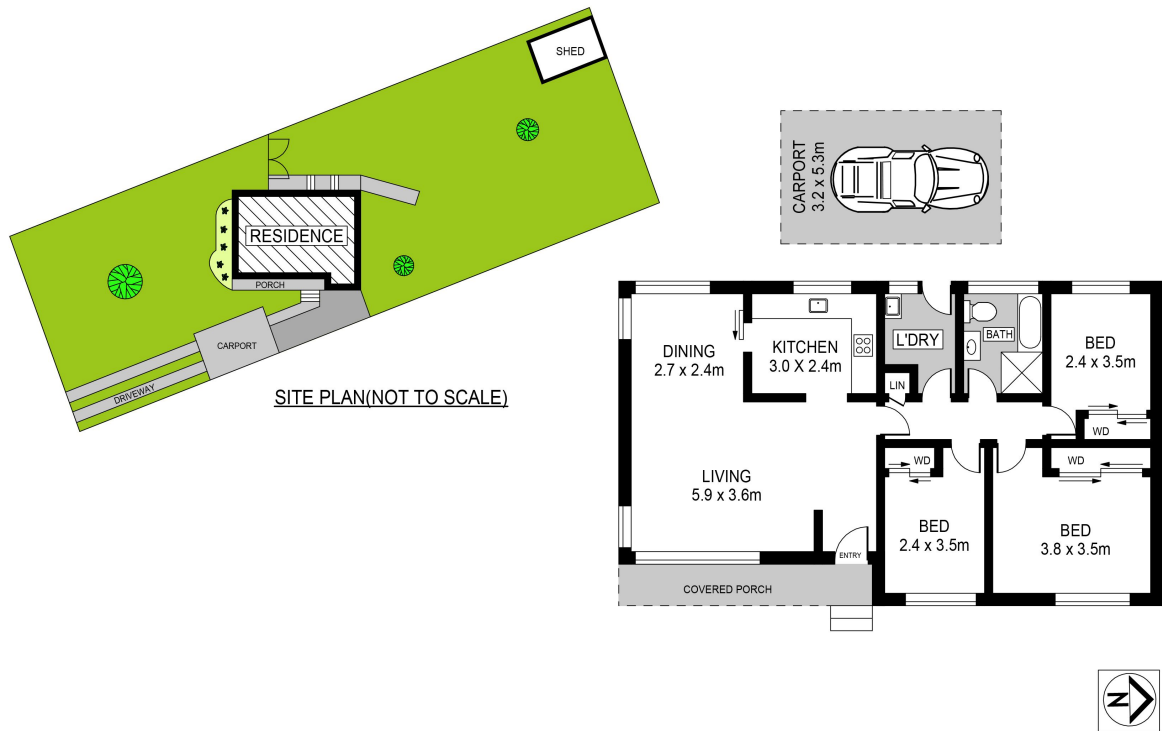 SHED
RESIDENCE
PORCH
CARPORT
DRIVEWAY
SITE PLAN(NOT TO SCALE)
CARPORT
3.2 x 5.3m
DINING
2.7 x 2.4m
KITCHEN
3.0 X 2.4m
L'DRY
BATH
BED
2.4 x 3.5m
LIN
WD
WD
WD
LIVING
5.9 x 3.6m
BED
2.4 x 3.5m
BED
3.8 x 3.5m
ENTRY
COVERED PORCH
N